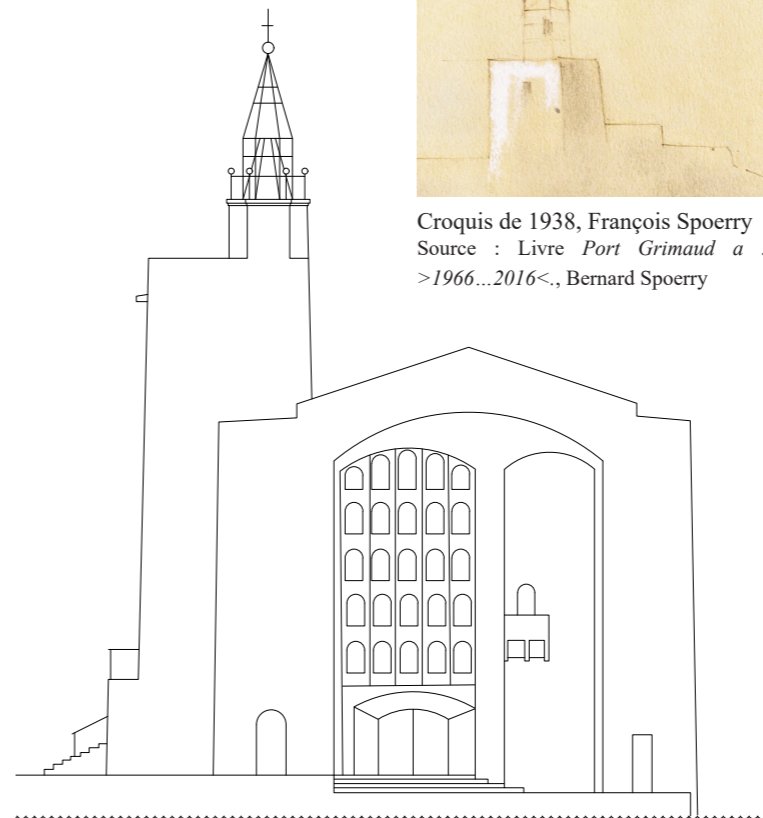 Croquis de 1938, François Spoerry
Source : Livre Port Grimaud a
>1966…2016<., Bernard Spoerry